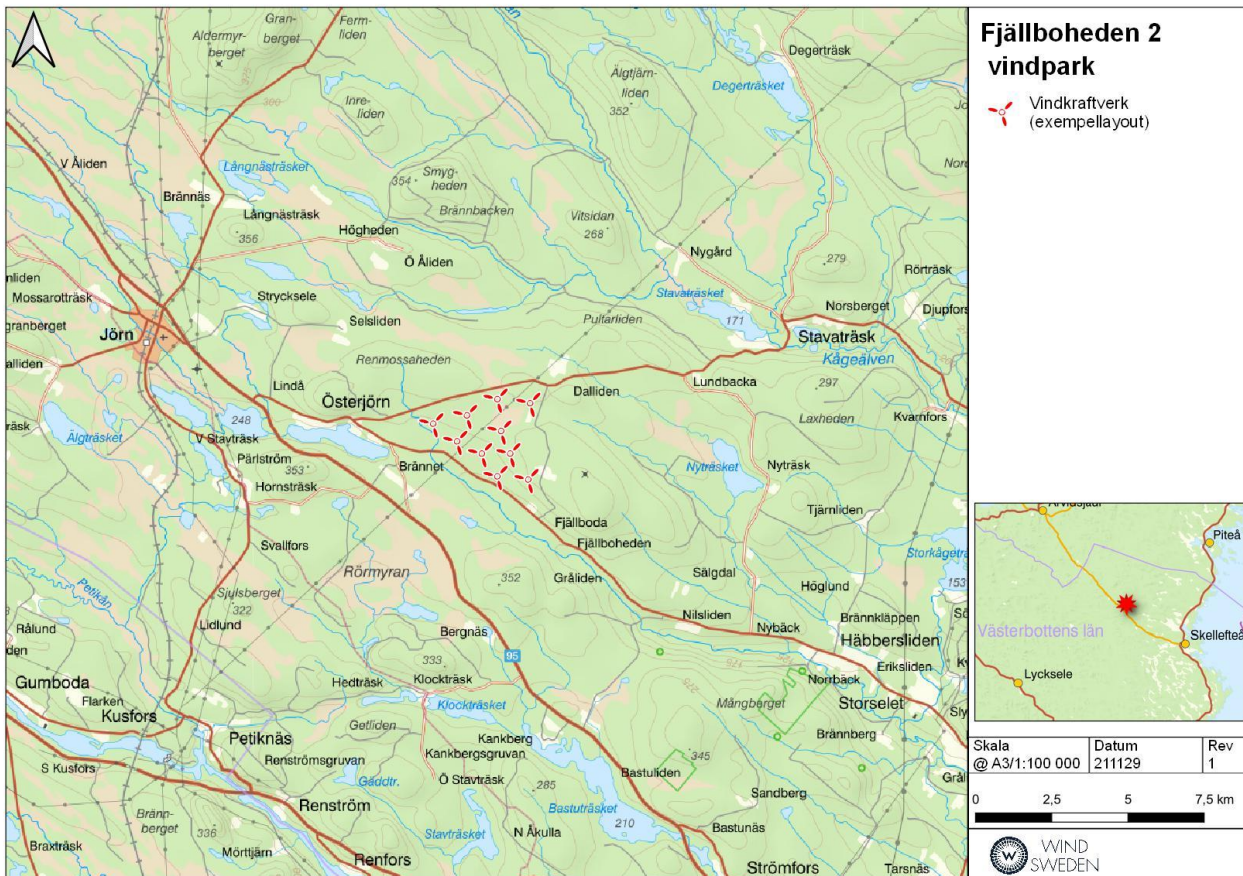 Fjällboheden 2
vindpark
Vindkraftverk
(exempellayout)
Aldermyr-
berget
Gran-
berget
Ferm-
liden
Inre-
liden
Degerträsk
Degerträsket
Älgtjärn-
liden
352
V Åliden
Långnästräsket
Brännäs
354
Smyg-
heden
Brännbacken
Långnästräsk
356
Högheden
Vitsidan
268
Ö Åliden
Nygård
279
Rörträsk
Mossarotträsk
granberget
Strycksele
Stavaträsket
171
Norsberget
Djupfors
Jörn
Selsliden
Pultarliden
Stavaträsk
Kågeälven
alliden
Renmossaheden
Lindå
Österjörn
Dalliden
Lundbacka
297
Laxheden
Kvarnfors
248
Älgträsket
V Stavträsk
Pärlström
353
Brännet
Hornsträsk
Nyträsket
Nyträsk
Tjärnliden
Fjällboda
Fjällboheden
Svallfors
Rörmyran
Storkågeträ
Petikån
Sjulsberget
322
352
Gråliden
Sälgdal
Höglund
153
Rålund
Lidlund
Nilsliden
Nybäck
Brännkläppen
Häbbersliden
Bergnäs
95
333
Eriksliden
Gumboda
Flarken
Kusfors
Hedträsk
Klockträsk
Klockträsket
Norrbäck
Mångberget
Storselet
Getliden
Petiknäs
Kankberg
Brännberg
Renströmsgruvan
Kankbergsgruvan
345
S Kusfors
Gäddtr.
Ö Stavträsk
Bastuliden
285
Sandberg
Renström
Bastuträsket
210
Bränn-
berget
336
Stavträsket
N Åkulla
Bastunäs
Braxträsk
Mörttjärn
Renfors
Strömfors
Tarsnäs
Arvidsjaur
Piteå
Västerbottens län
Skellefteå
Lycksele
Skala
@ A3/1:100 000
Datum
211129
Rev
1
0 2,5 5 7,5 km
W
WIND
SWEDEN